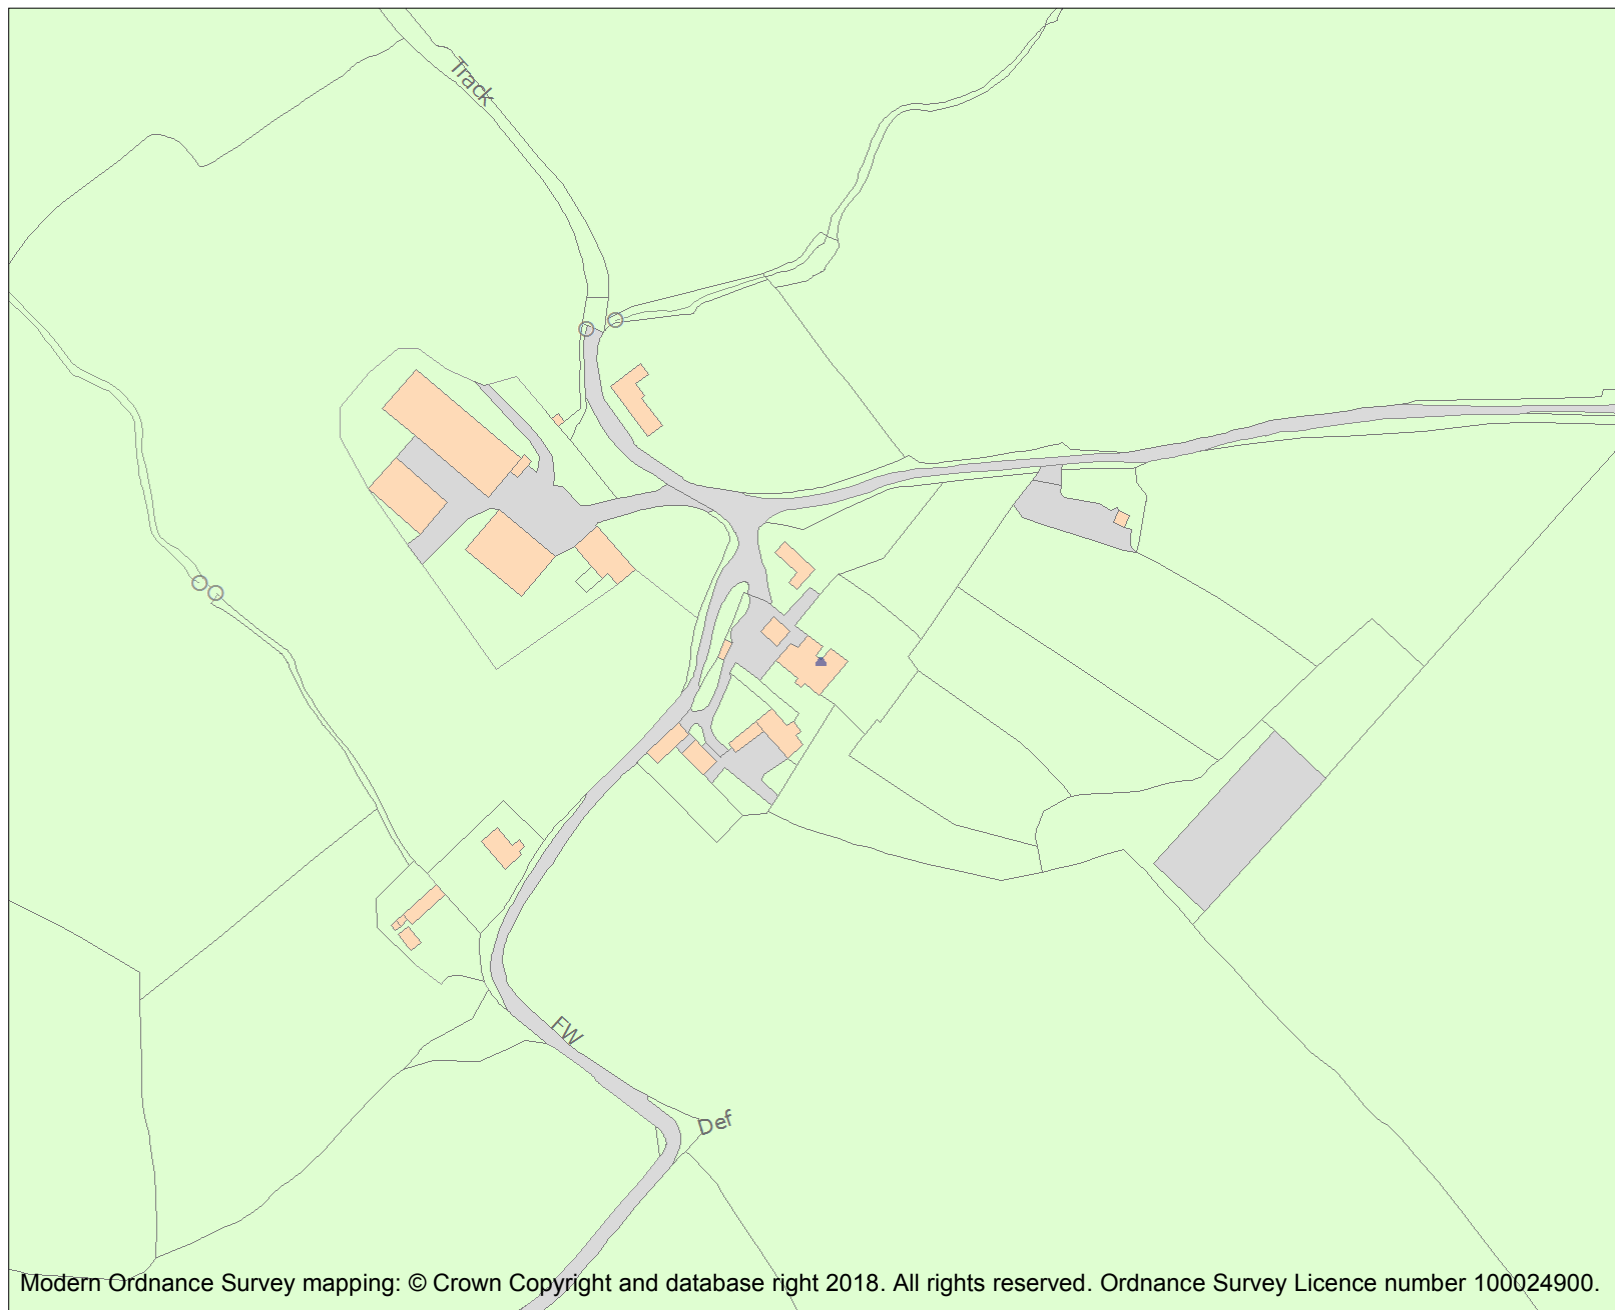 Track
FW
Def
Modern Ordnance Survey mapping: © Crown Copyright and database right 2018. All rights reserved. Ordnance Survey Licence number 100024900.